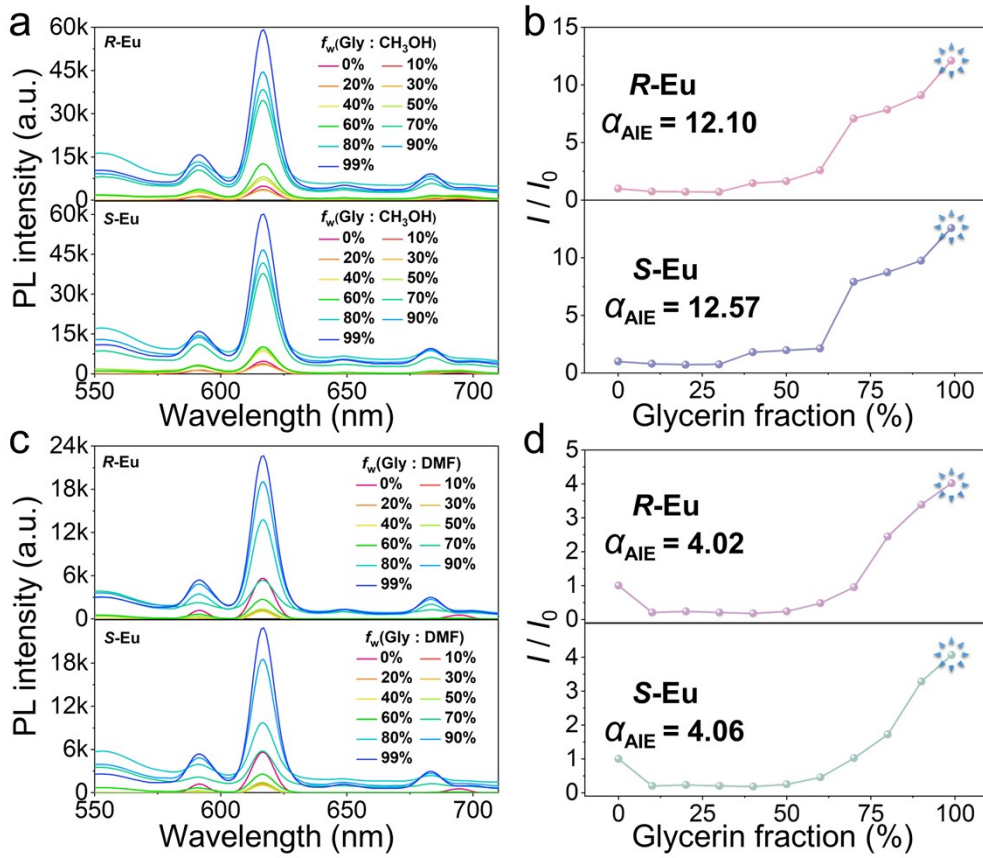 a
60k
45k
30k
15k
0
R-Eu
fw(Gly : CH3OH)
0% 10%
20% 30%
40% 50%
60% 70%
80% 90%
99%
60k
45k
30k
15k
0
S-Eu
fw(Gly : CH3OH)
0% 10%
20% 30%
40% 50%
60% 70%
80% 90%
99%
PL intensity (a.u.)
550 600 650 700
Wavelength (nm)
b
15
10
5
0
R-Eu
αAIE = 12.10
10
5
0
S-Eu
αAIE = 12.57
I / I0
0 25 50 75 100
Glycerin fraction (%)
c
24k
18k
12k
6k
0
R-Eu
fw(Gly : DMF)
0% 10%
20% 30%
40% 50%
60% 70%
80% 90%
99%
18k
12k
6k
0
S-Eu
fw(Gly : DMF)
0% 10%
20% 30%
40% 50%
60% 70%
80% 90%
99%
PL intensity (a.u.)
550 600 650 700
Wavelength (nm)
d
5
4
3
2
1
0
R-Eu
αAIE = 4.02
4
3
2
1
0
S-Eu
αAIE = 4.06
I / I0
0 20 40 60 80 100
Glycerin fraction (%)